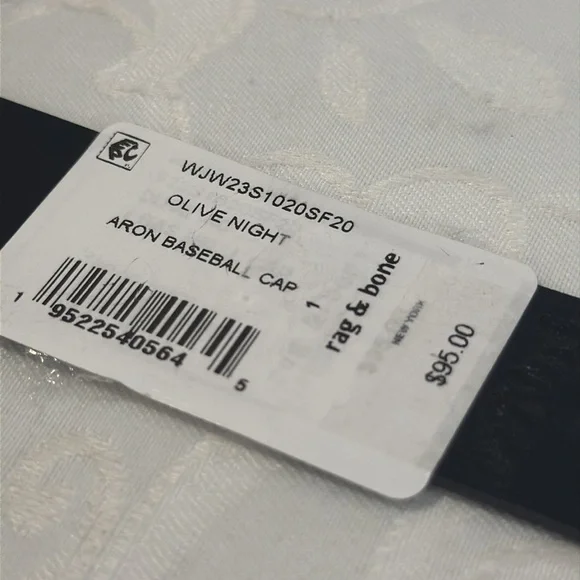 WJW23S1020SF20
OLIVE NIGHT
ARON BASEBALL CAP
1
1 9522540564 5
rag & bone
NEW YORK
$95.00